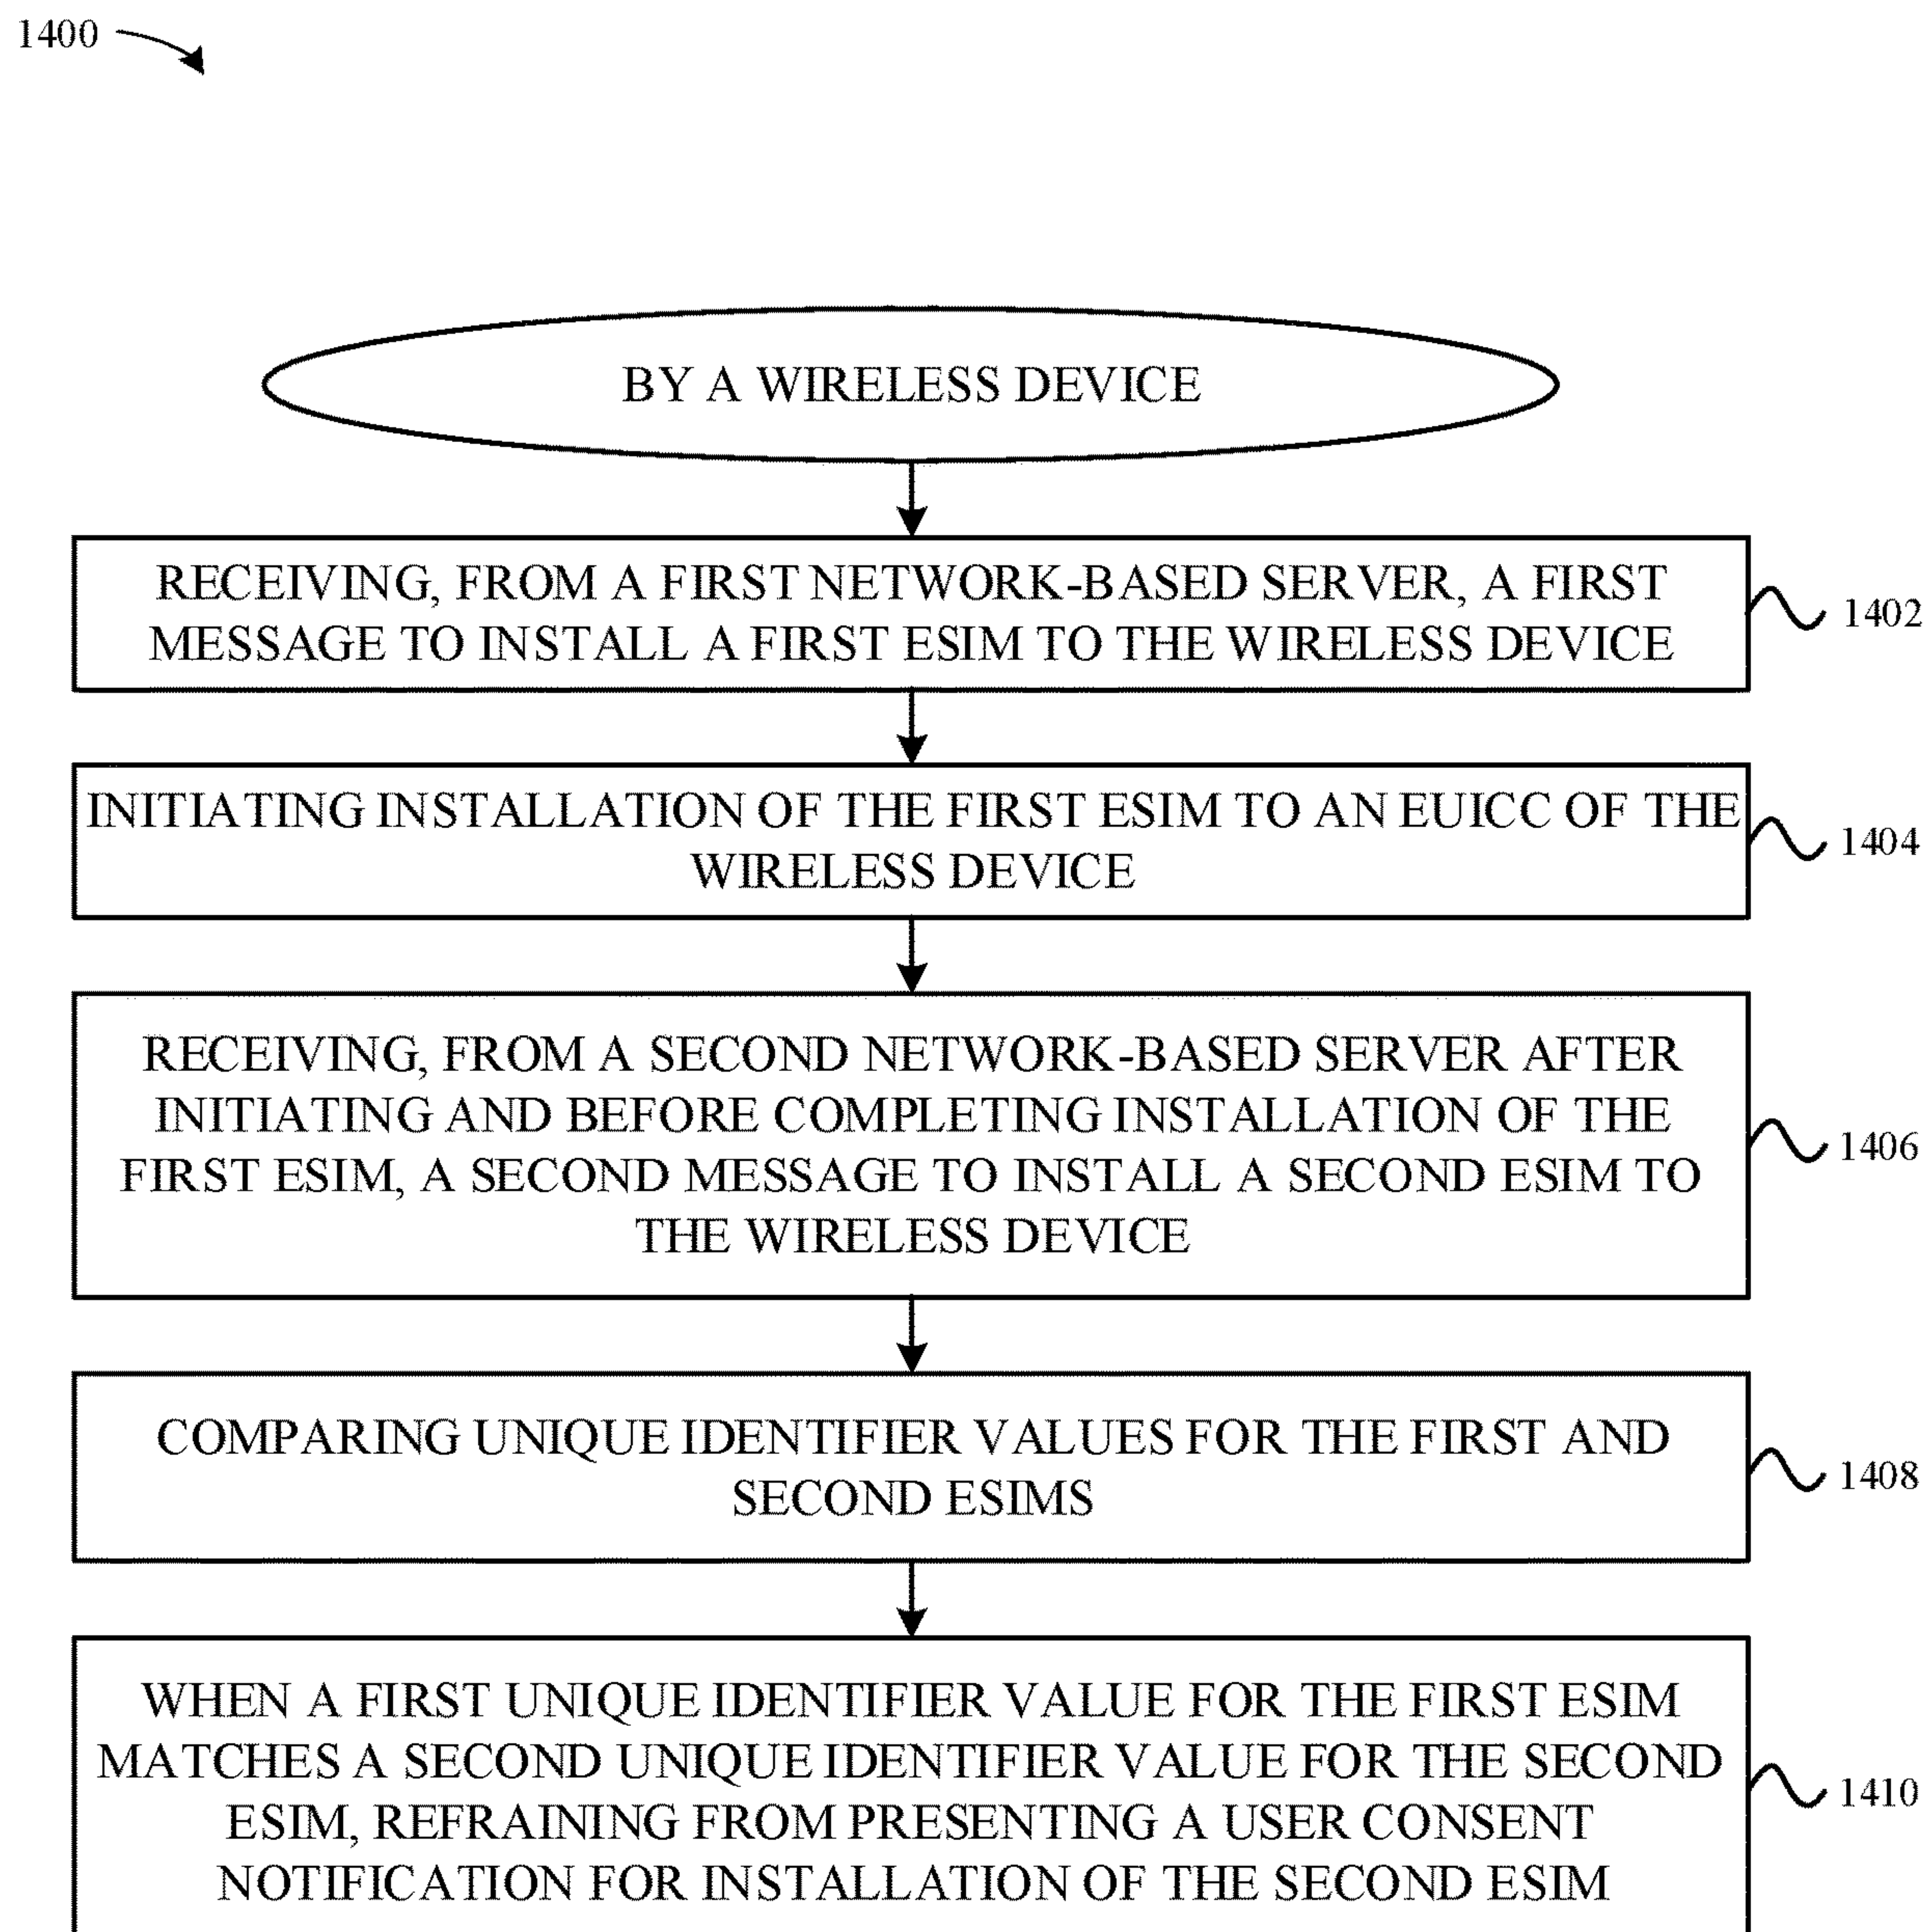 1400
BY A WIRELESS DEVICE
RECEIVING, FROM A FIRST NETWORK-BASED SERVER, A FIRST
MESSAGE TO INSTALL A FIRST ESIM TO THE WIRELESS DEVICE
1402
INITIATING INSTALLATION OF THE FIRST ESIM TO AN EUICC OF THE
WIRELESS DEVICE
1404
RECEIVING, FROM A SECOND NETWORK-BASED SERVER AFTER
INITIATING AND BEFORE COMPLETING INSTALLATION OF THE
FIRST ESIM, A SECOND MESSAGE TO INSTALL A SECOND ESIM TO
THE WIRELESS DEVICE
1406
COMPARING UNIQUE IDENTIFIER VALUES FOR THE FIRST AND
SECOND ESIMS
1408
WHEN A FIRST UNIQUE IDENTIFIER VALUE FOR THE FIRST ESIM
MATCHES A SECOND UNIQUE IDENTIFIER VALUE FOR THE SECOND
ESIM, REFRAINING FROM PRESENTING A USER CONSENT
NOTIFICATION FOR INSTALLATION OF THE SECOND ESIM
1410